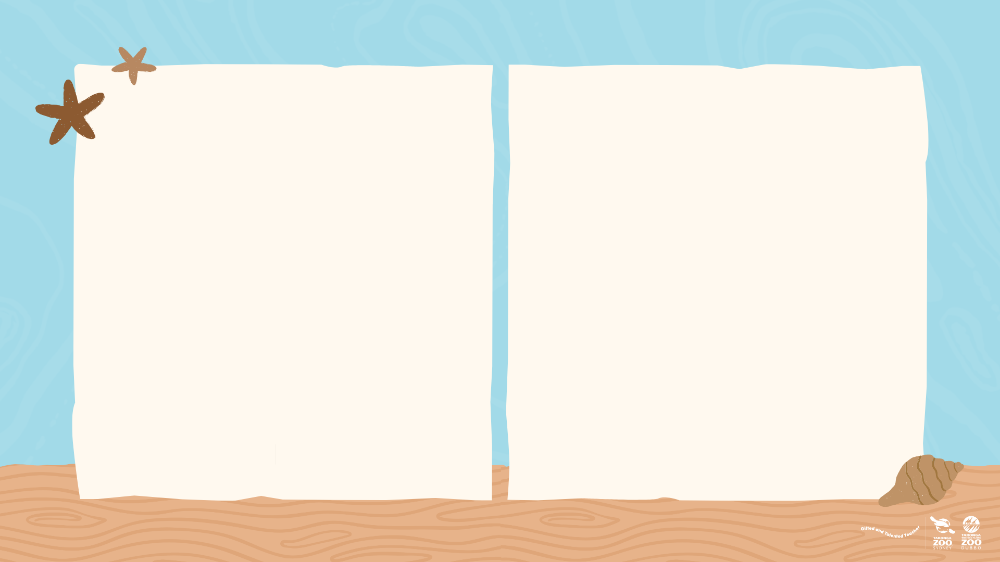 Gifted and Talented Teacher
TARONGA
ZOO
SYDNEY
TARONGA
WESTERN PLAINS
ZOO
DUBBO